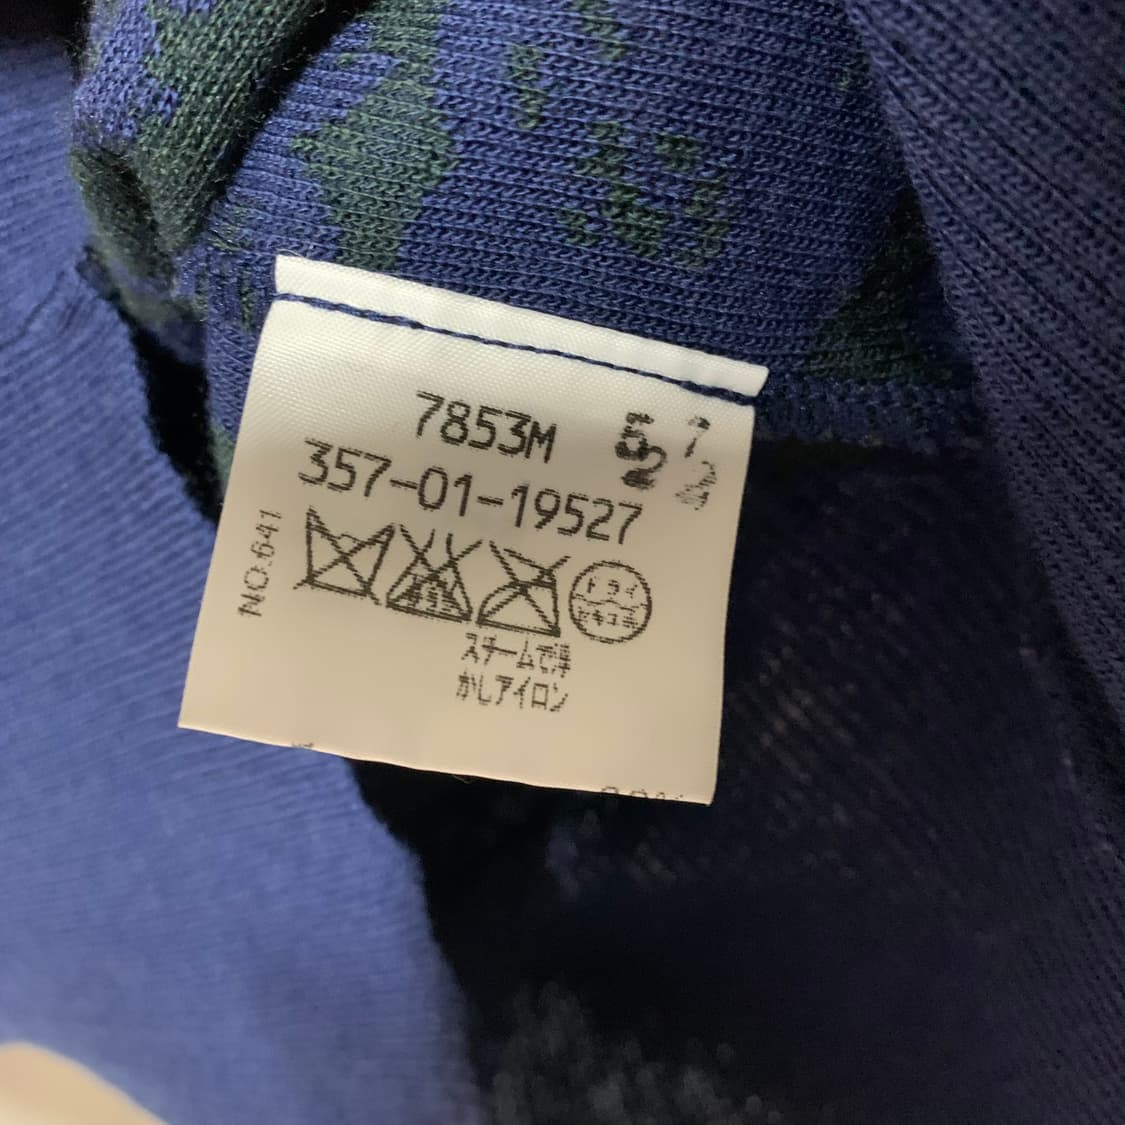 7853M
357-01-19527
NO.641
ドライ
セキユ系
スチームで浮
かしアイロン